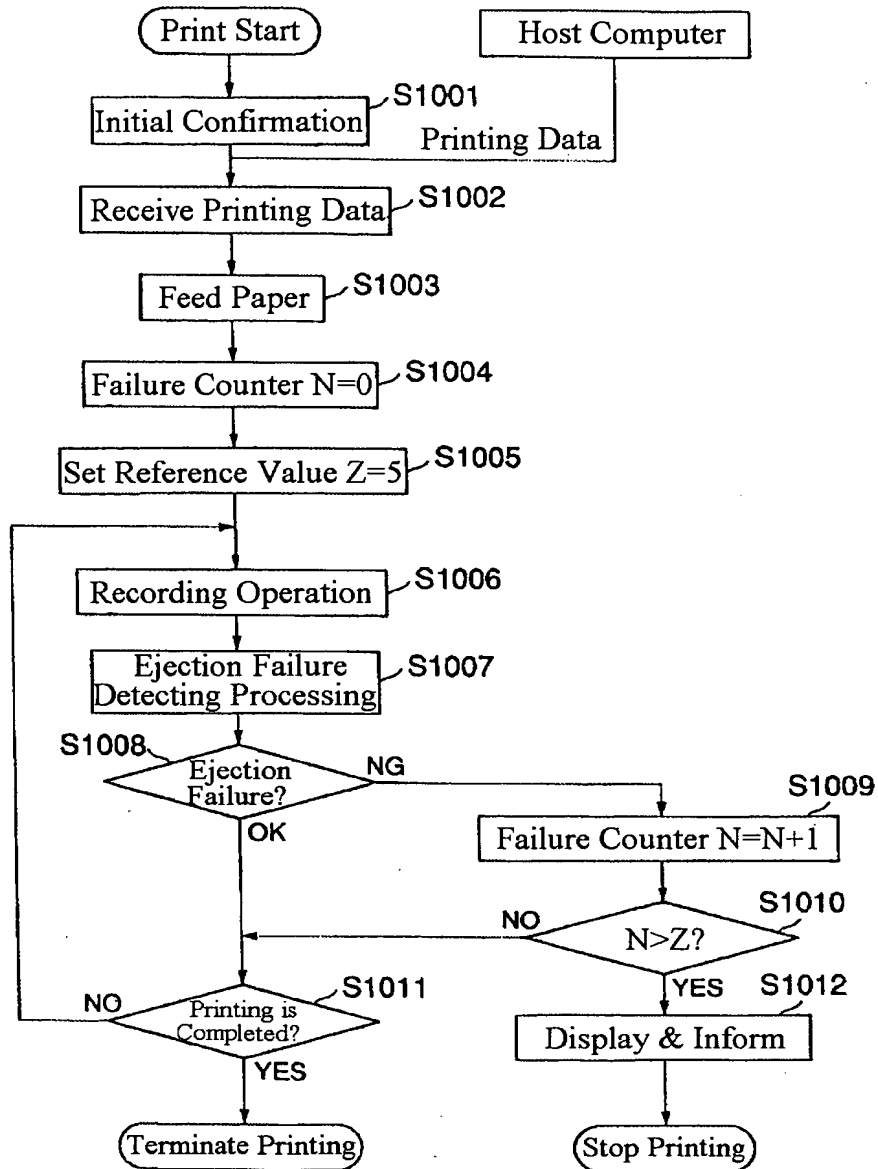 Print Start
Host Computer
S1001
Initial Confirmation
Printing Data
S1002
Receive Printing Data
S1003
Feed Paper
S1004
Failure Counter N=0
S1005
Set Reference Value Z=5
S1006
Recording Operation
Ejection Failure
Detecting Processing
S1007
S1008
Ejection
Failure?
NG
OK
S1009
Failure Counter N=N+1
S1010
N>Z?
NO
YES
S1011
Printing is
Completed?
NO
YES
S1012
Display & Inform
Terminate Printing
Stop Printing